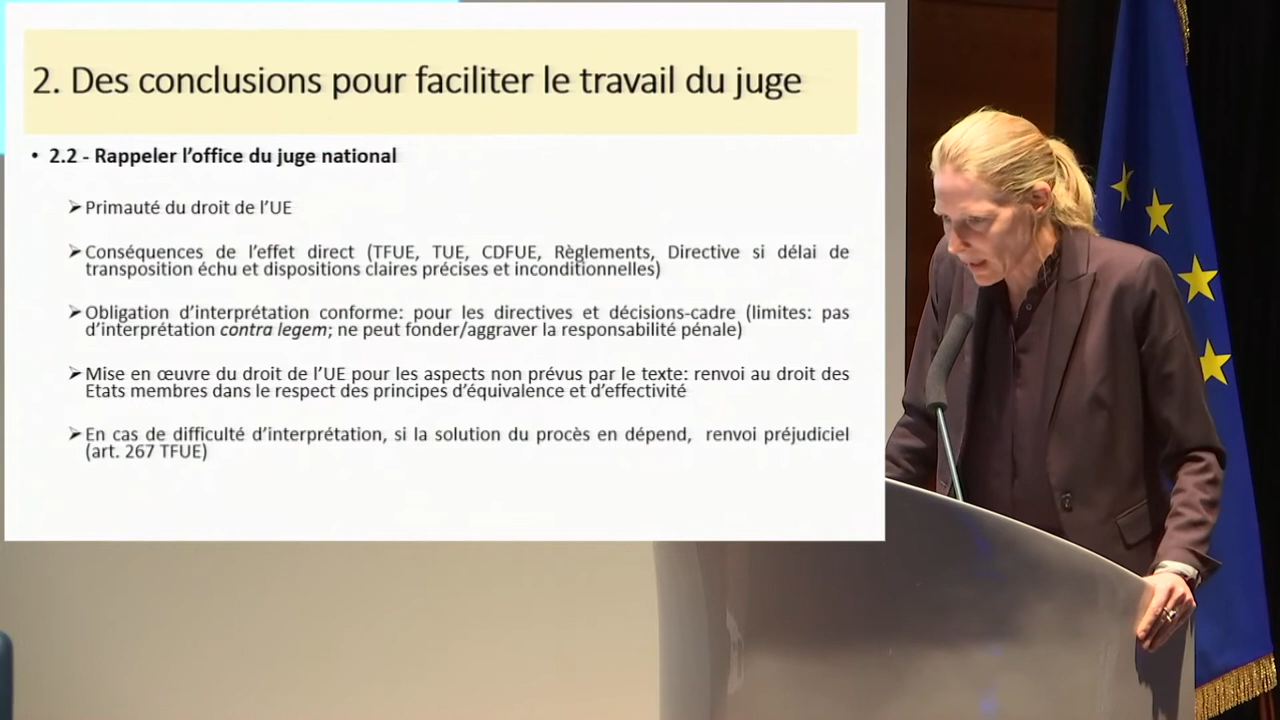 2. Des conclusions pour faciliter le travail du juge
• 2.2 - Rappeler l’office du juge national
➢ Primauté du droit de l’UE
➢ Conséquences de l’effet direct (TFUE, TUE, CDFUE, Règlements, Directive si délai de
transposition échu et dispositions claires précises et inconditionnelles)
➢ Obligation d’interprétation conforme: pour les directives et décisions-cadre (limites: pas
d’interprétation contra legem; ne peut fonder/aggraver la responsabilité pénale)
➢ Mise en œuvre du droit de l’UE pour les aspects non prévus par le texte: renvoi au droit des
Etats membres dans le respect des principes d’équivalence et d’effectivité
➢ En cas de difficulté d’interprétation, si la solution du procès en dépend, renvoi préjudiciel
(art. 267 TFUE)